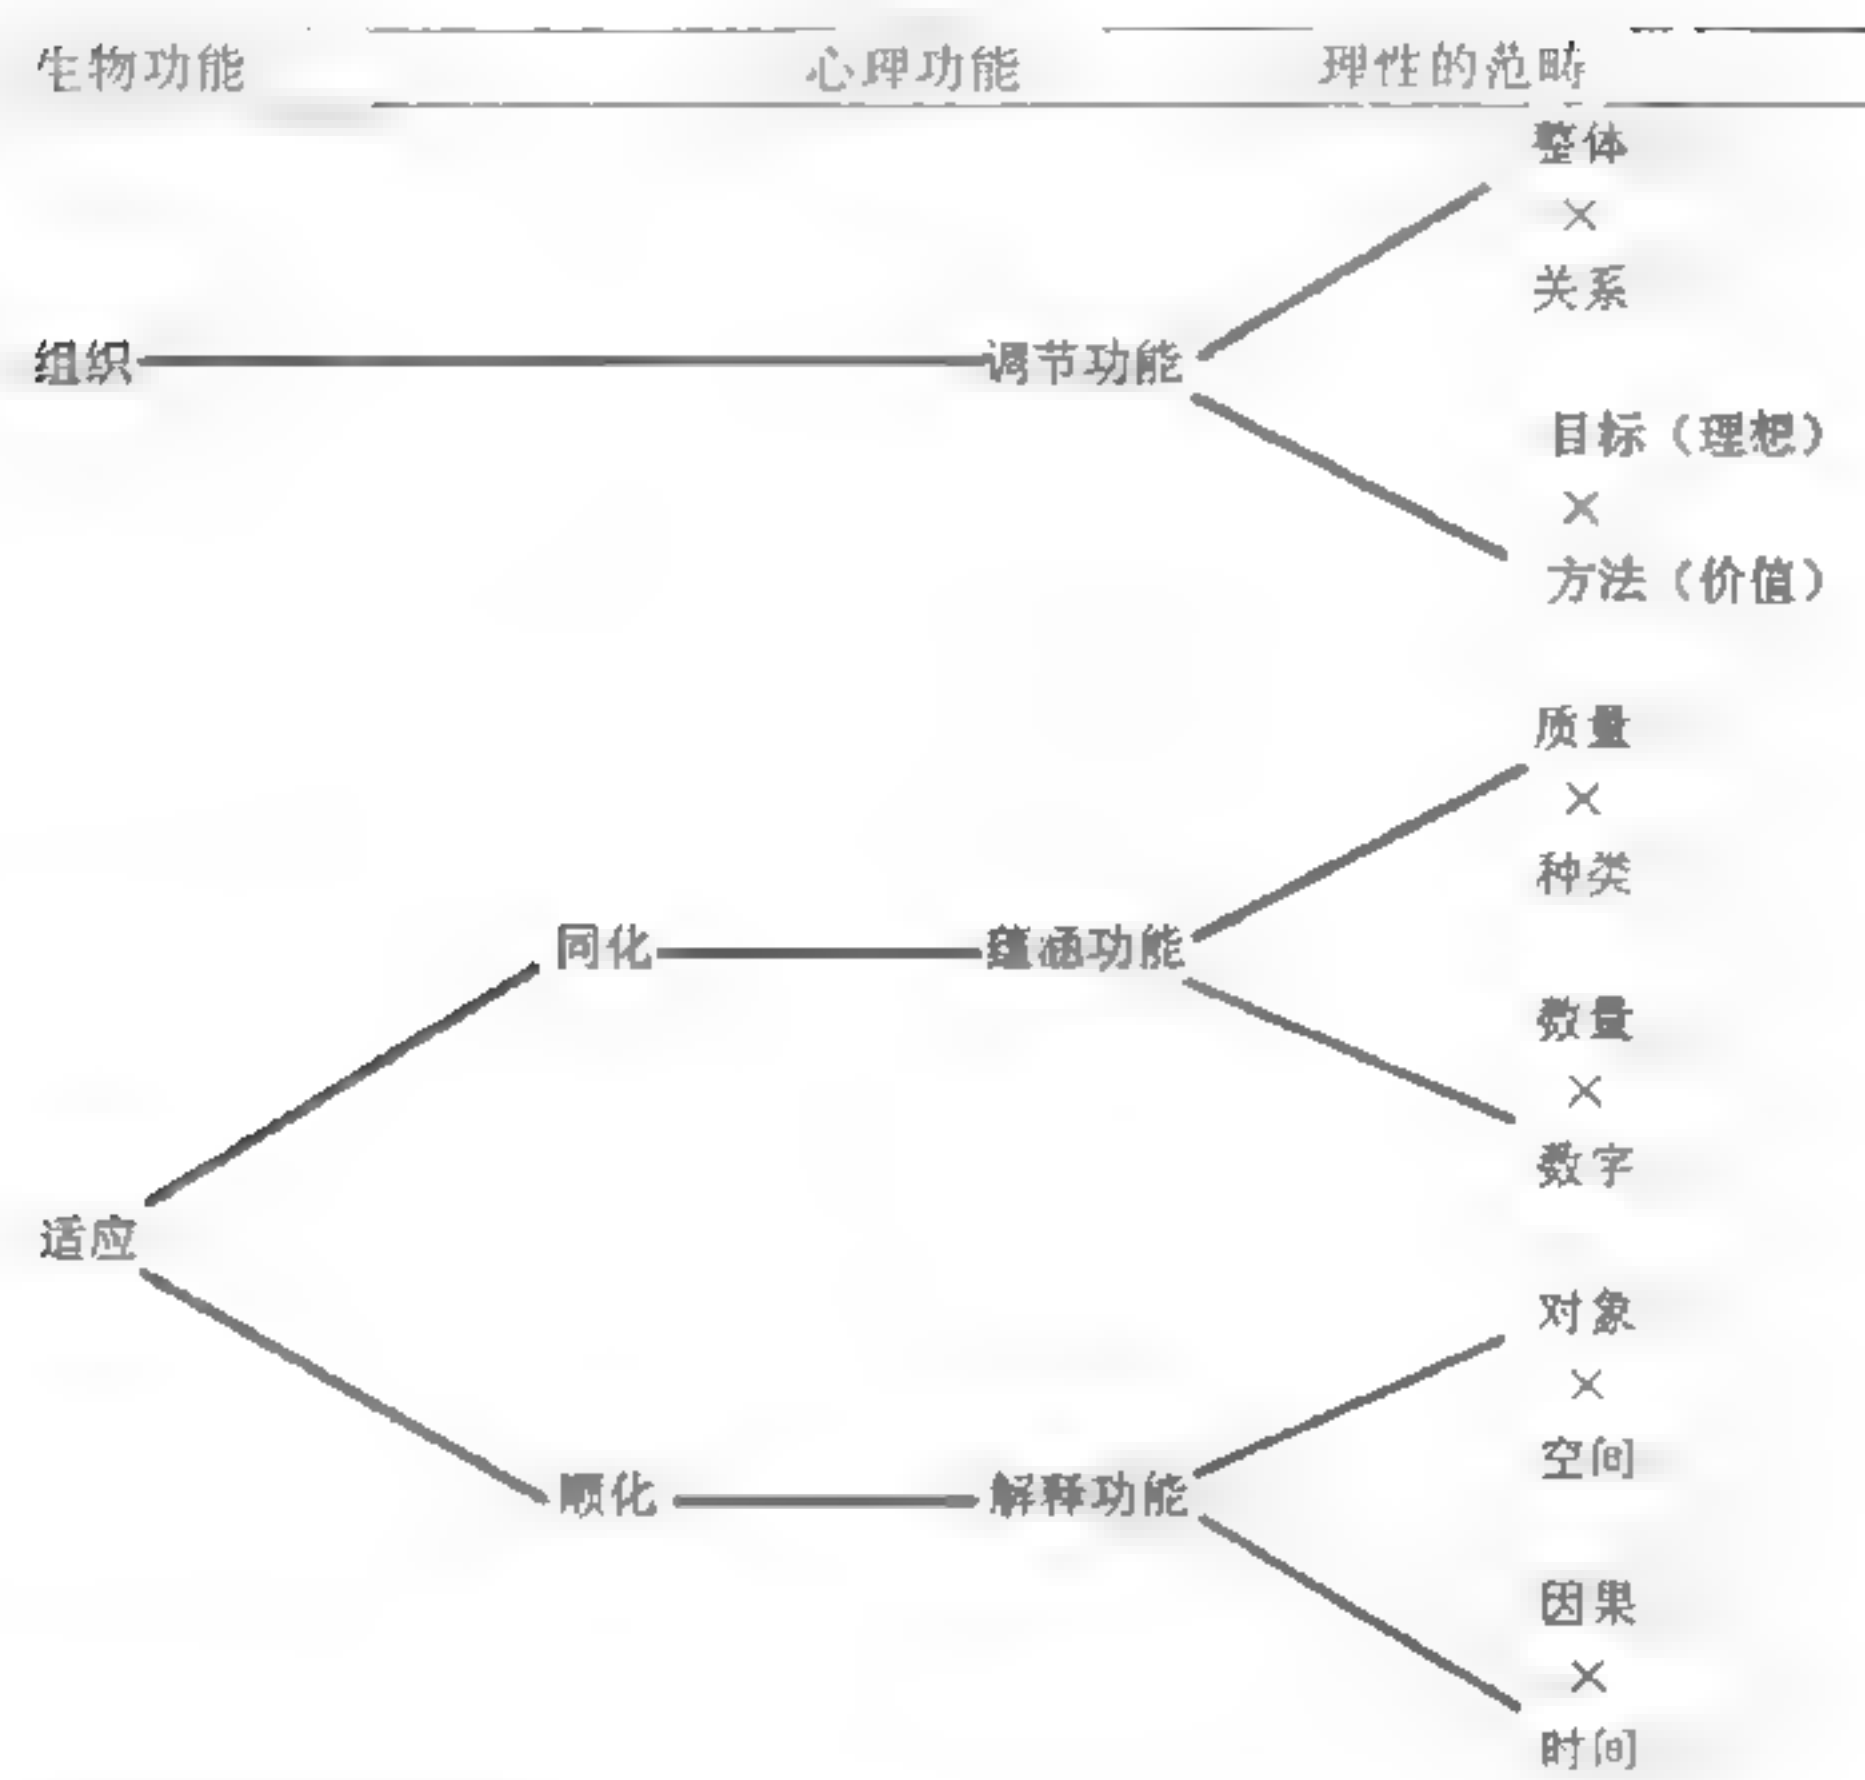 生物功能 心理功能 理性的范畴
整体
×
关系
组织 调节功能
目标（理想）
×
方法（价值）
质量
×
种类
同化 蕴涵功能
数量
×
数字
适应
对象
×
空间
顺化 解释功能
因果
×
时间